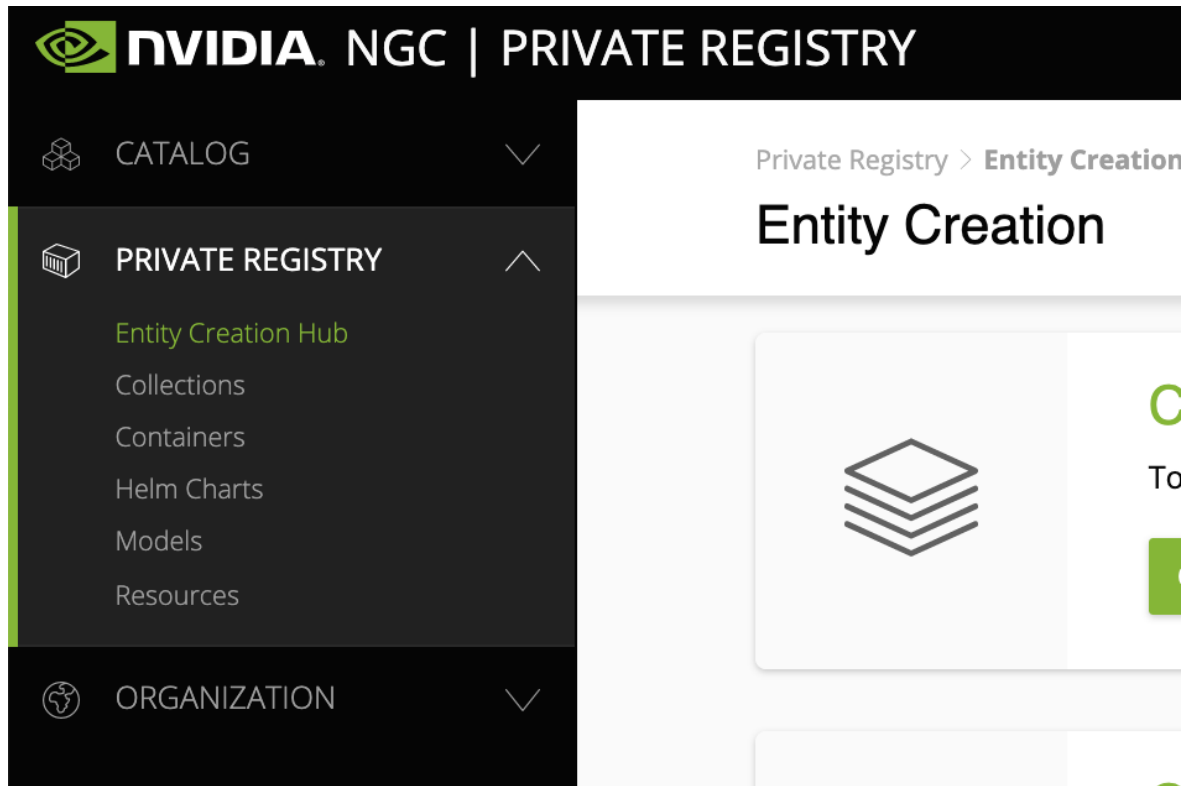 NVIDIA. NGC | PRIVATE REGISTRY
CATALOG
PRIVATE REGISTRY
Entity Creation Hub
Collections
Containers
Helm Charts
Models
Resources
ORGANIZATION
Private Registry > Entity Creation
Entity Creation
To